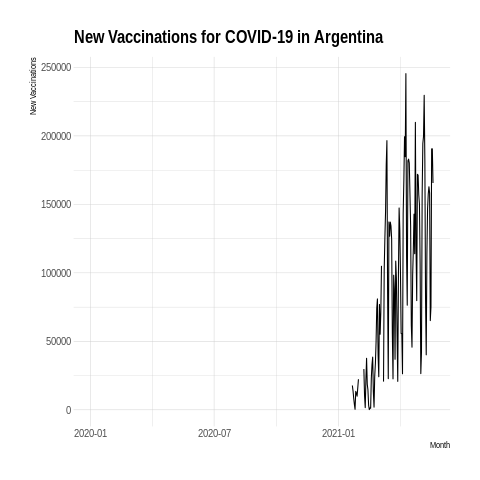 New Vaccinations for COVID-19 in Argentina
New Vaccinations
250000
200000
150000
100000
50000
0
2020-01 2020-07 2021-01
Month